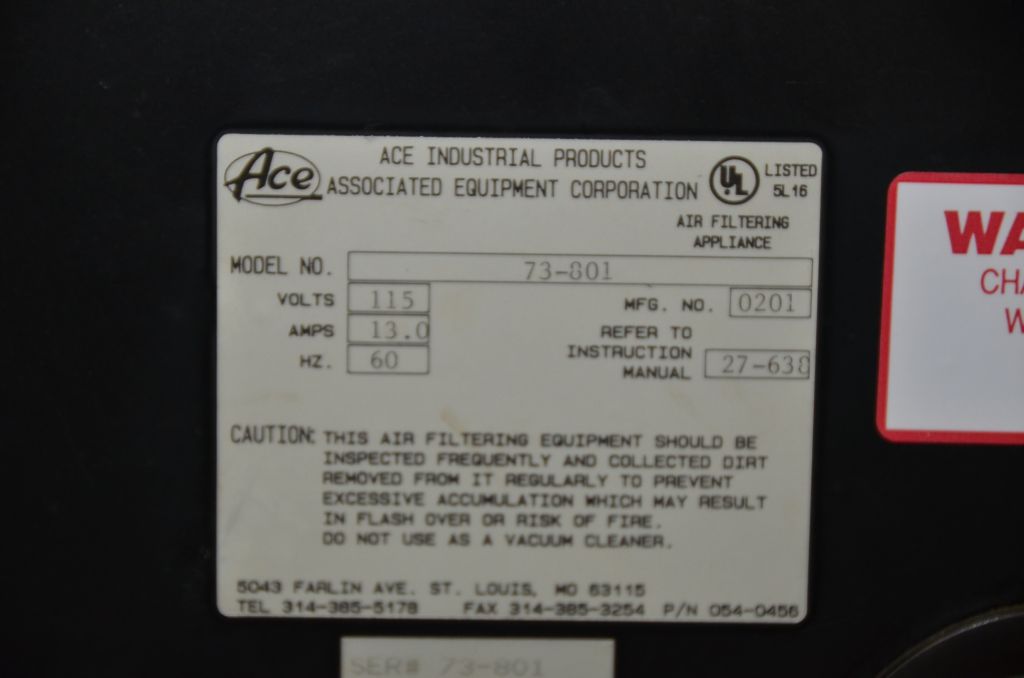 Ace
ACE INDUSTRIAL PRODUCTS
ASSOCIATED EQUIPMENT CORPORATION
UL
LISTED
5L16
AIR FILTERING
APPLIANCE
MODEL NO. 73-801
VOLTS 115
MFG. NO. 0201
AMPS 13.0
HZ. 60
REFER TO
INSTRUCTION
MANUAL 27-638
CAUTION: THIS AIR FILTERING EQUIPMENT SHOULD BE
INSPECTED FREQUENTLY AND COLLECTED DIRT
REMOVED FROM IT REGULARLY TO PREVENT
EXCESSIVE ACCUMULATION WHICH MAY RESULT
IN FLASH OVER OR RISK OF FIRE.
DO NOT USE AS A VACUUM CLEANER.
5043 FARLIN AVE. ST. LOUIS, MO 63115
TEL 314-385-5178 FAX 314-385-3254 P/N 054-0456
SER# 73-801
WA
CHA
W